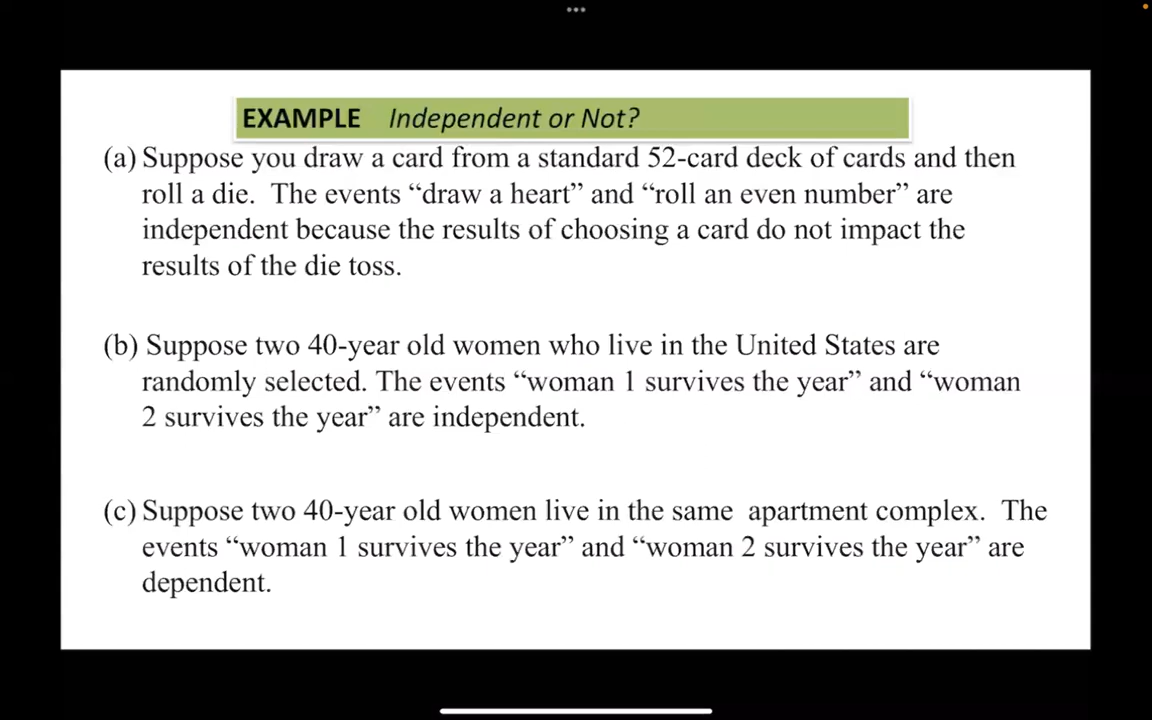 EXAMPLE Independent or Not?
(a) Suppose you draw a card from a standard 52-card deck of cards and then
roll a die. The events “draw a heart” and “roll an even number” are
independent because the results of choosing a card do not impact the
results of the die toss.
(b) Suppose two 40-year old women who live in the United States are
randomly selected. The events “woman 1 survives the year” and “woman
2 survives the year” are independent.
(c) Suppose two 40-year old women live in the same apartment complex. The
events “woman 1 survives the year” and “woman 2 survives the year” are
dependent.